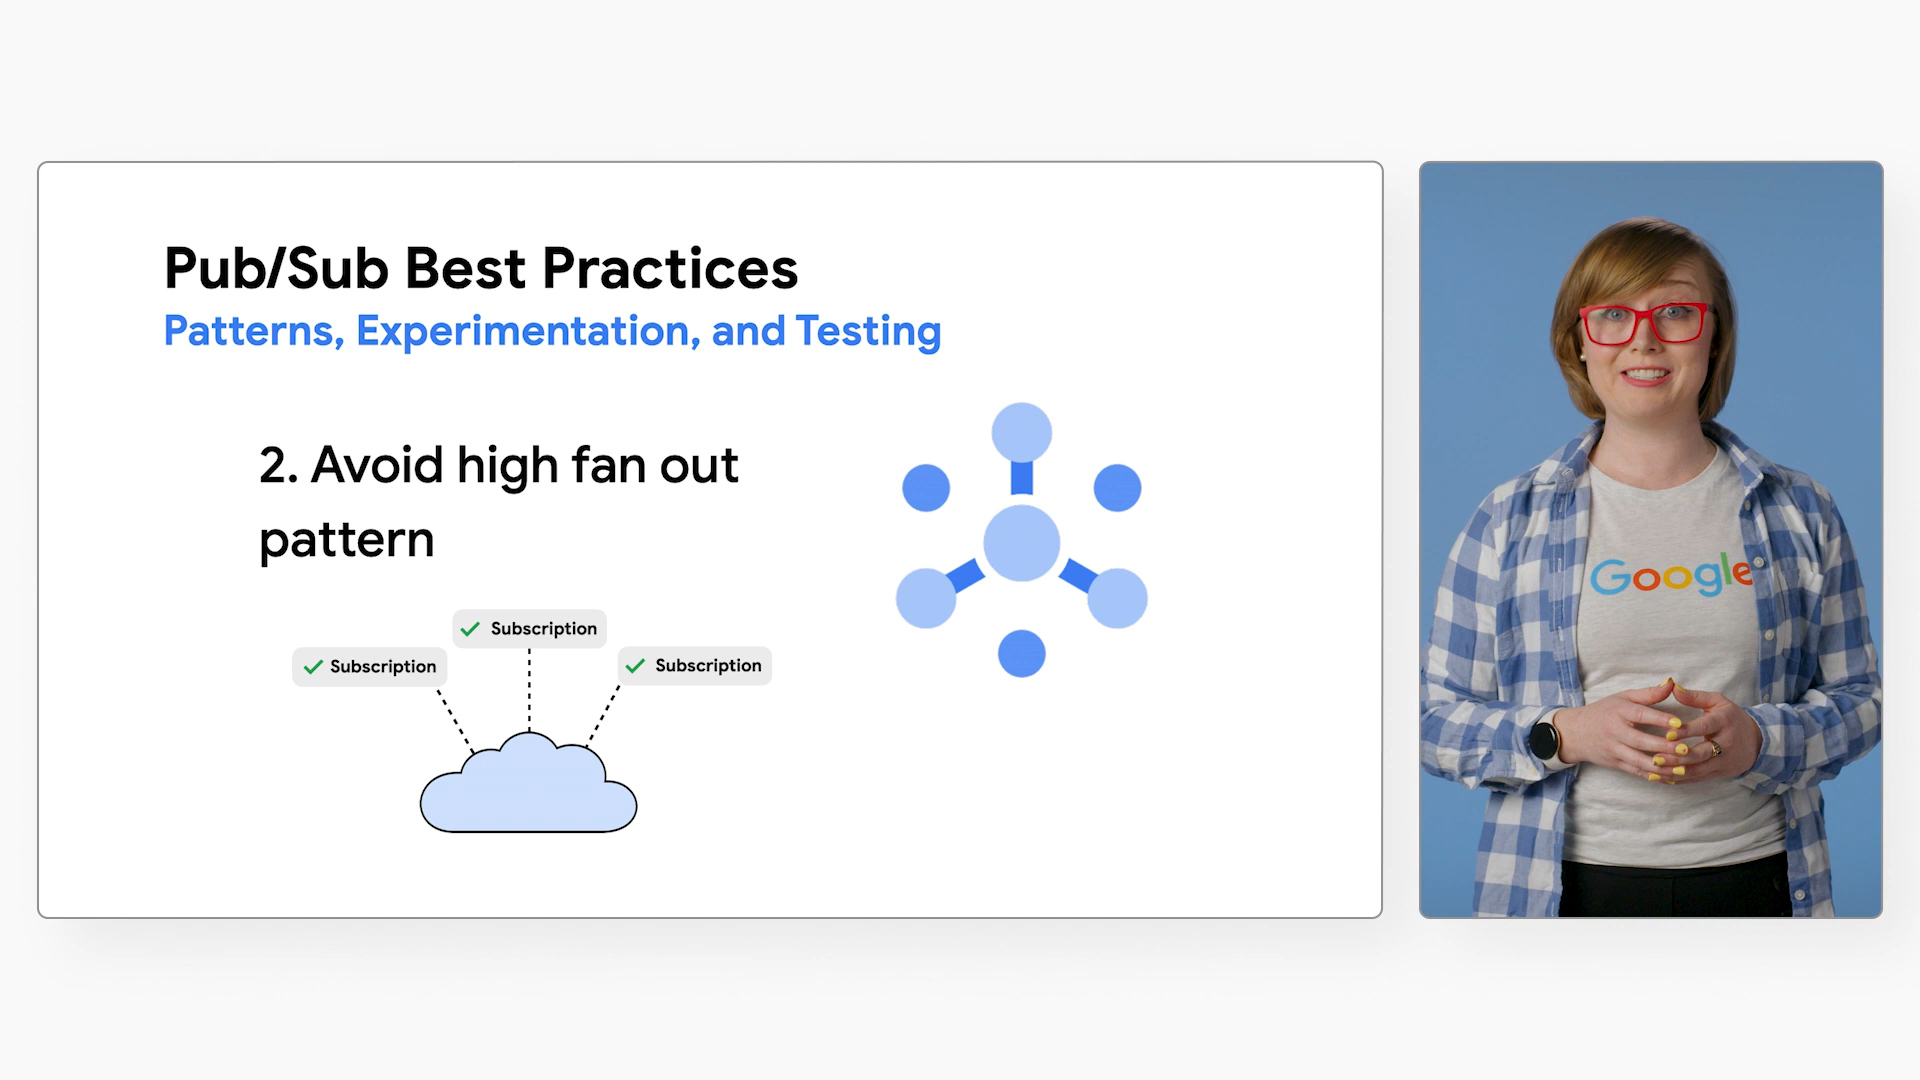 Pub/Sub Best Practices
Patterns, Experimentation, and Testing
2. Avoid high fan out
pattern
Subscription
Subscription
Subscription
Google